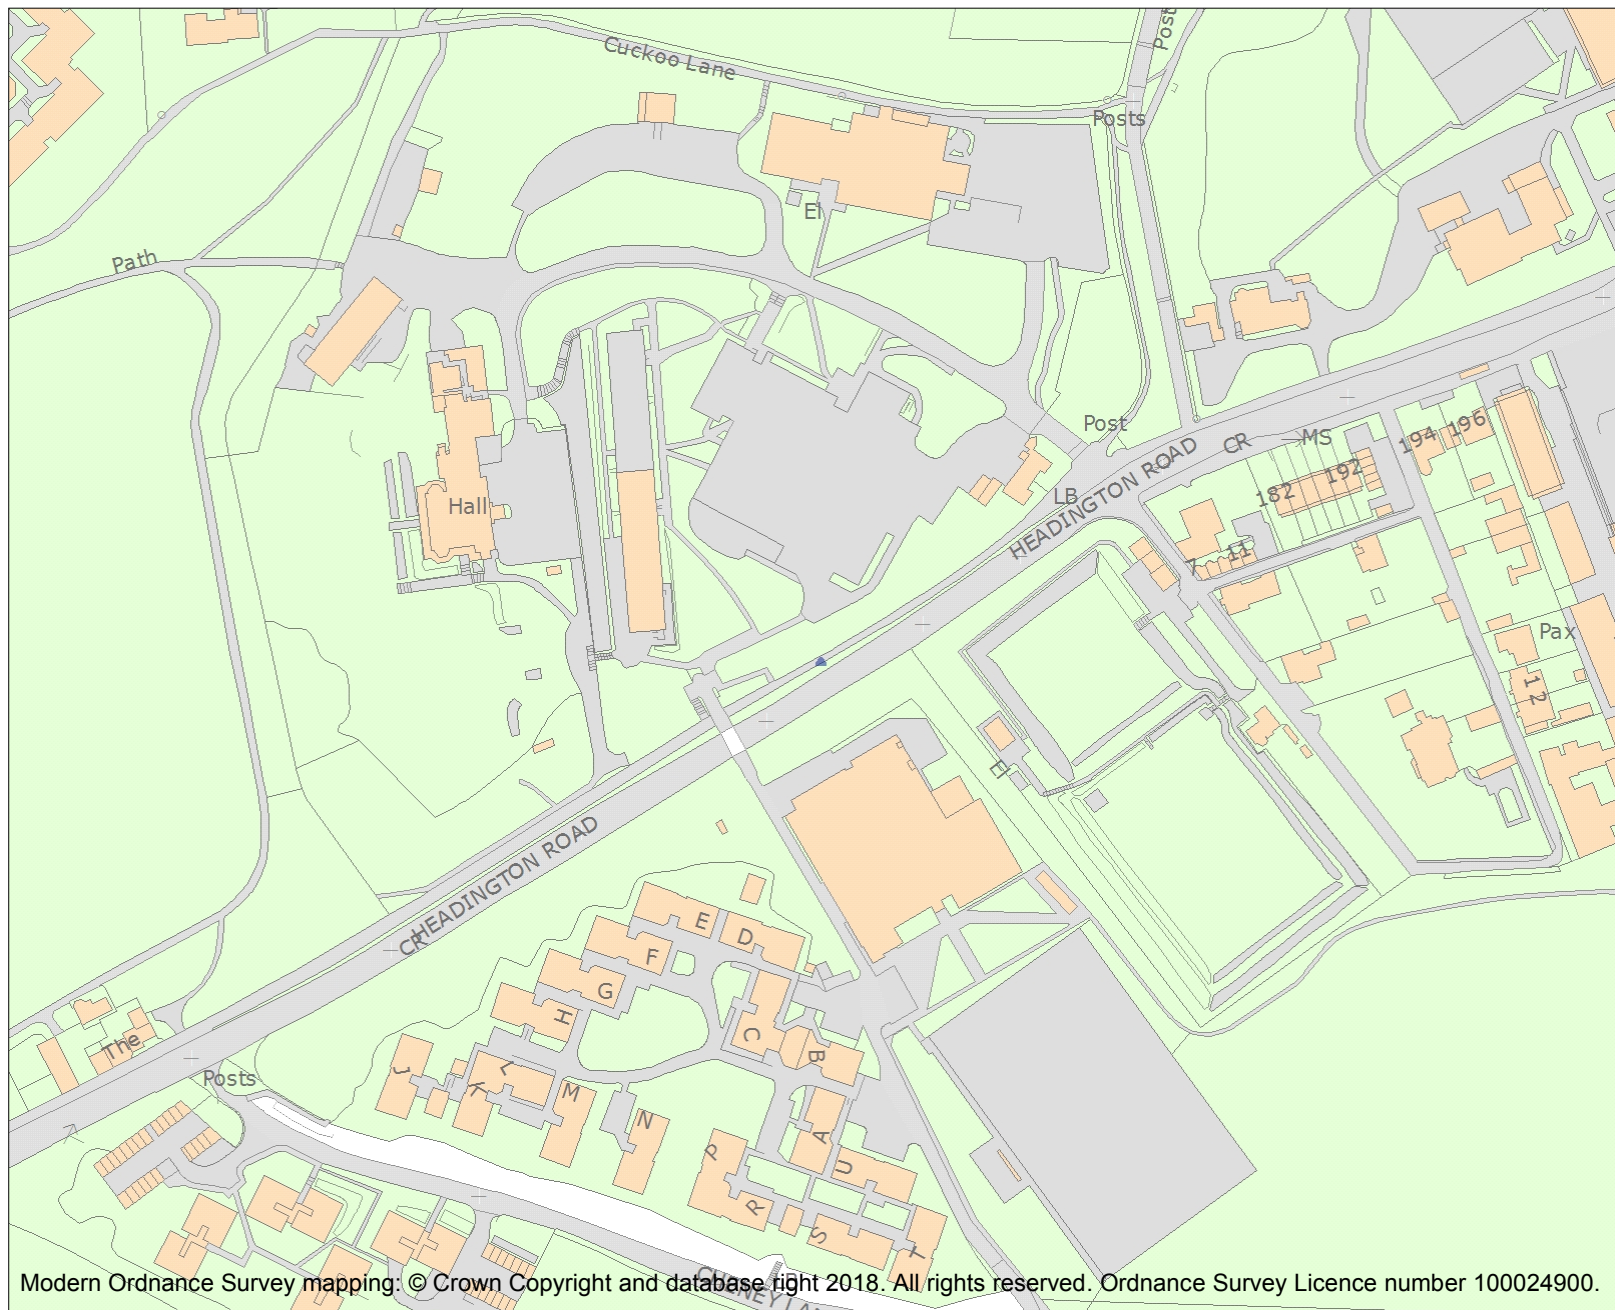 Post
Cuckoo Lane
Posts
El
Path
Post
HEADINGTON ROAD
CR
MS
194
196
192
182
LB
Hall
7
11
Pax
12
El
HEADINGTON ROAD
CR
E
D
F
G
H
C
B
The
Posts
J
K
L
M
N
A
P
U
R
S
T
CHENEY LANE
Modern Ordnance Survey mapping: © Crown Copyright and database right 2018. All rights reserved. Ordnance Survey Licence number 100024900.